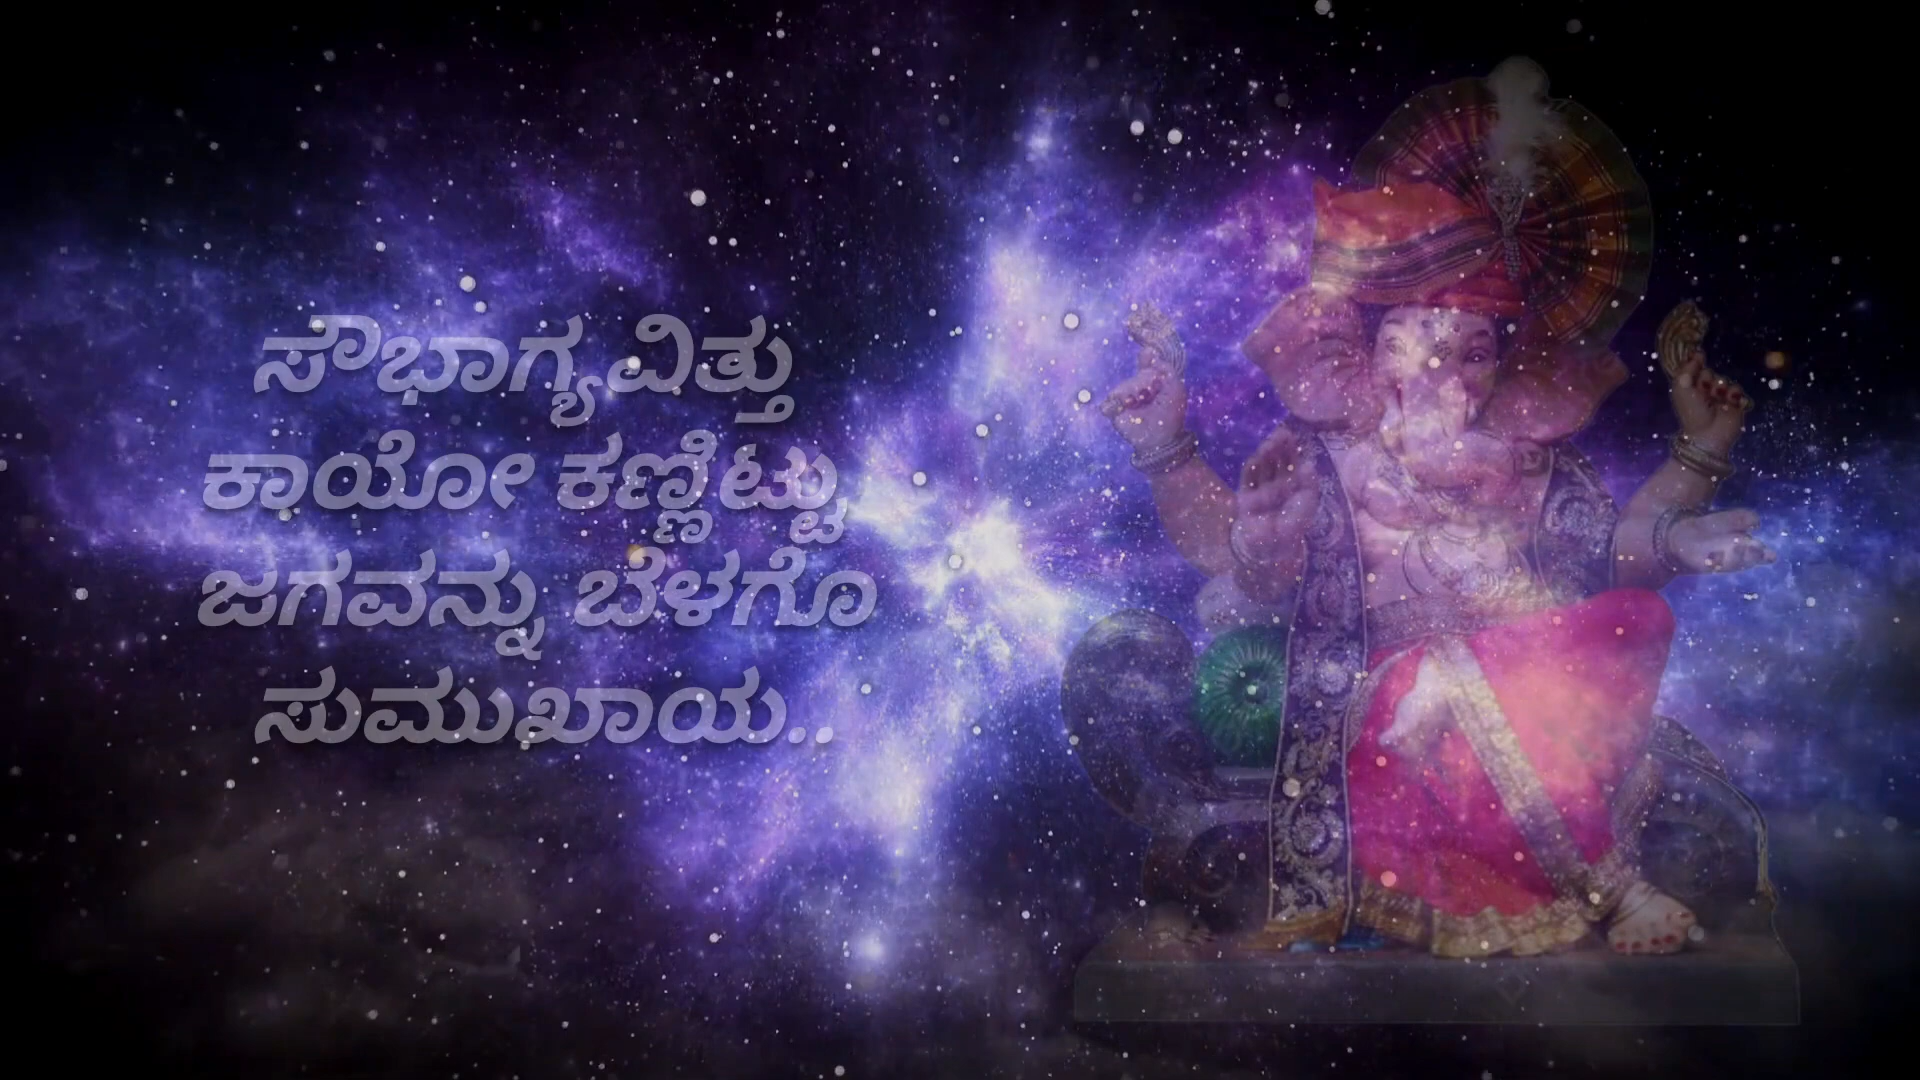 ಸೌಭಾಗ್ಯವಿತ್ತು
ಕಾಯೋ ಕಣ್ಣಿಟ್ಟು
ಜಗವನ್ನು ಬೆಳಗೊ
ಸುಮುಖಾಯ..